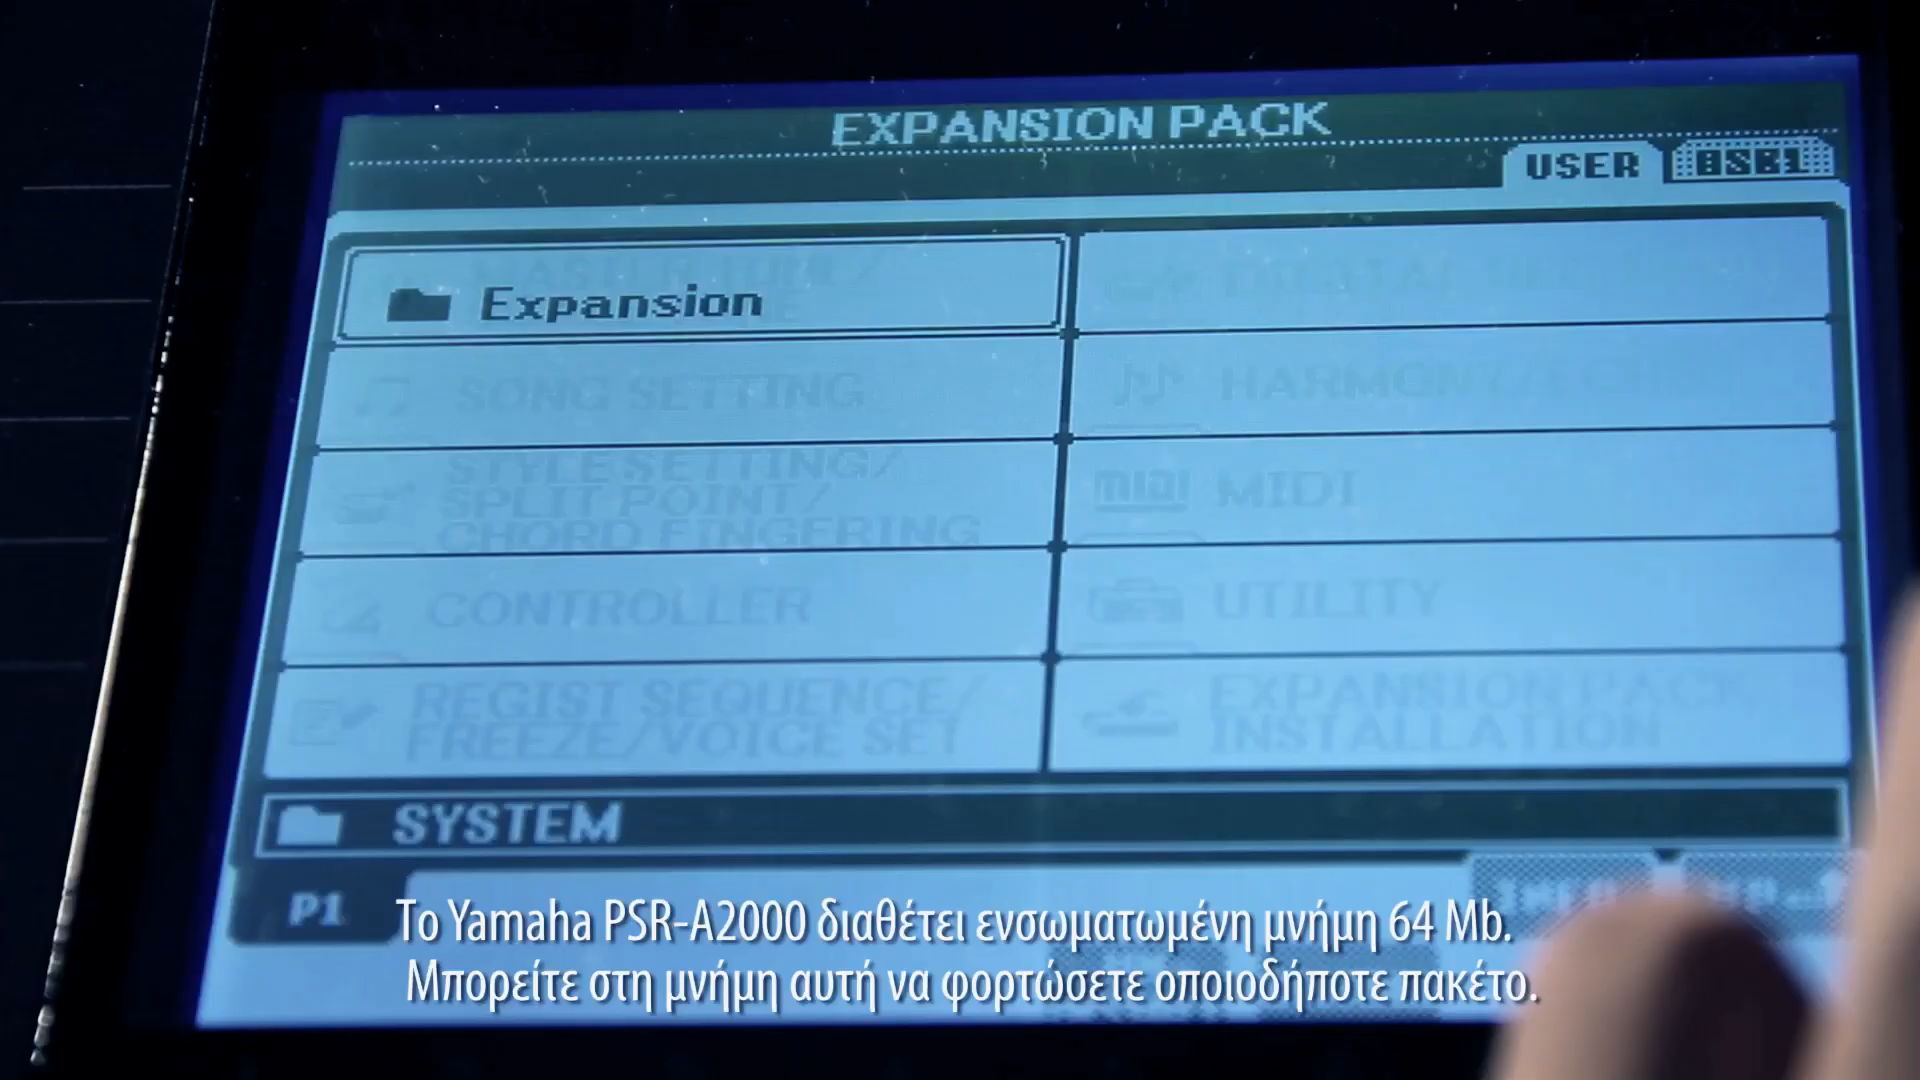 EXPANSION PACK
USER
USB1
Expansion
SONG SETTING
STYLE SETTING/
SPLIT POINT/
CHORD FINGERING
MIDI MIDI
CONTROLLER
UTILITY
REGIST SEQUENCE/
FREEZE/VOICE SET
EXPANSION PACK
INSTALLATION
SYSTEM
P1
Το Yamaha PSR-A2000 διαθέτει ενσωματωμένη μνήμη 64 Mb.
Μπορείτε στη μνήμη αυτή να φορτώσετε οποιοδήποτε πακέτο.